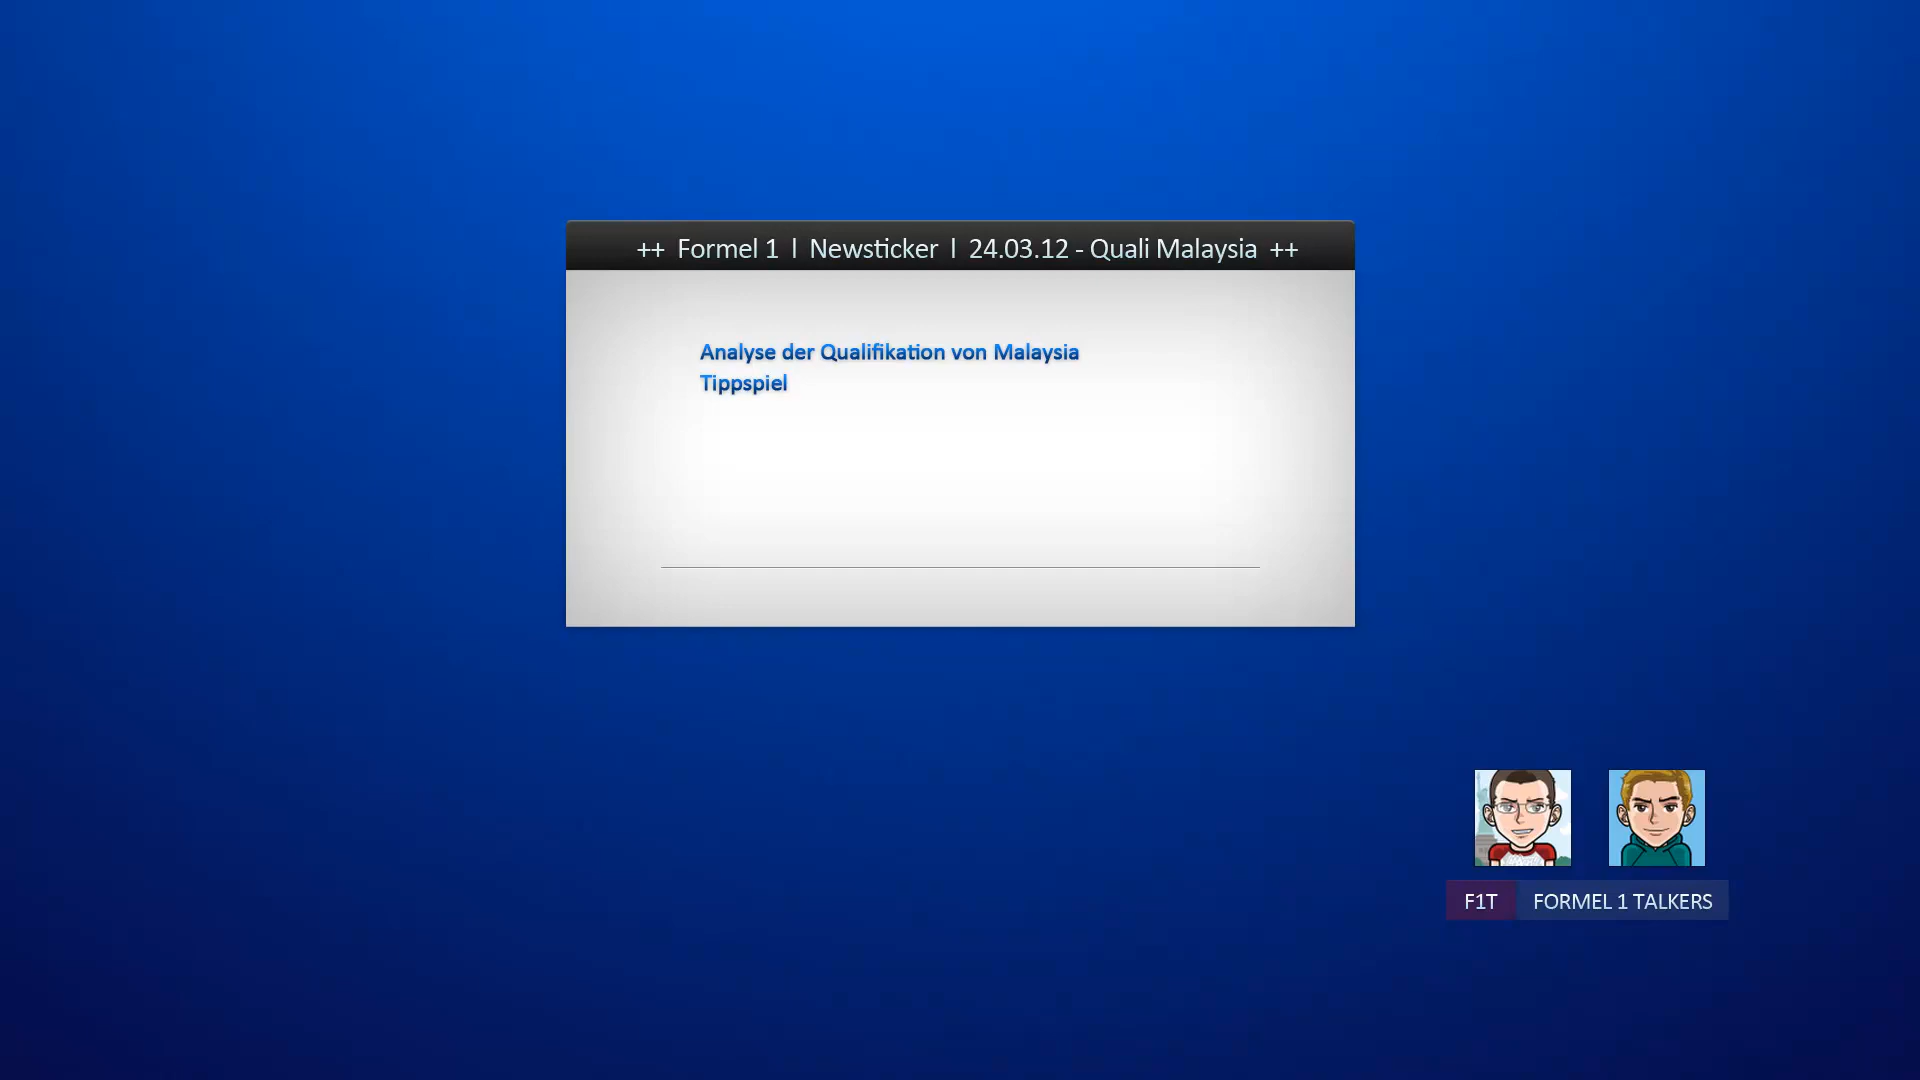 ++ Formel 1 l Newsticker l 24.03.12 - Quali Malaysia ++
Analyse der Qualifikation von Malaysia
Tippspiel
F1T FORMEL 1 TALKERS